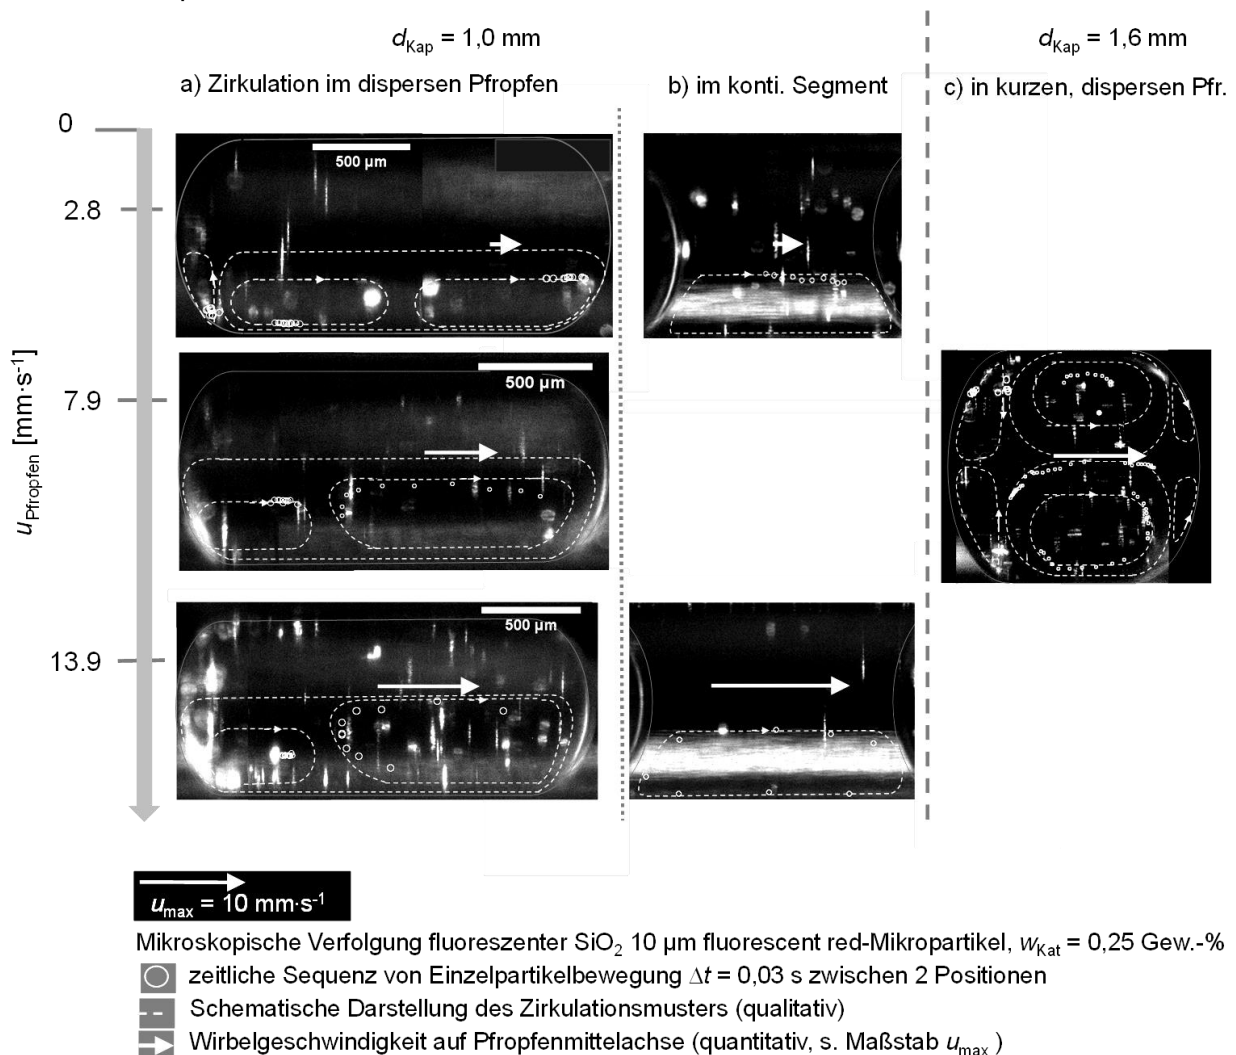 d_Kap = 1,0 mm
d_Kap = 1,6 mm
a) Zirkulation im dispersen Pfropfen
b) im konti. Segment
c) in kurzen, dispersen Pfr.
0
500 µm
2.8
u_Pfropfen [mm·s⁻¹]
7.9
500 µm
13.9
500 µm
u_max = 10 mm·s⁻¹
Mikroskopische Verfolgung fluoreszenter SiO₂ 10 µm fluorescent red-Mikropartikel, w_Kat = 0,25 Gew.-%
zeitliche Sequenz von Einzelpartikelbewegung Δt = 0,03 s zwischen 2 Positionen
Schematische Darstellung des Zirkulationsmusters (qualitativ)
Wirbelgeschwindigkeit auf Pfropfenmittelachse (quantitativ, s. Maßstab u_max )